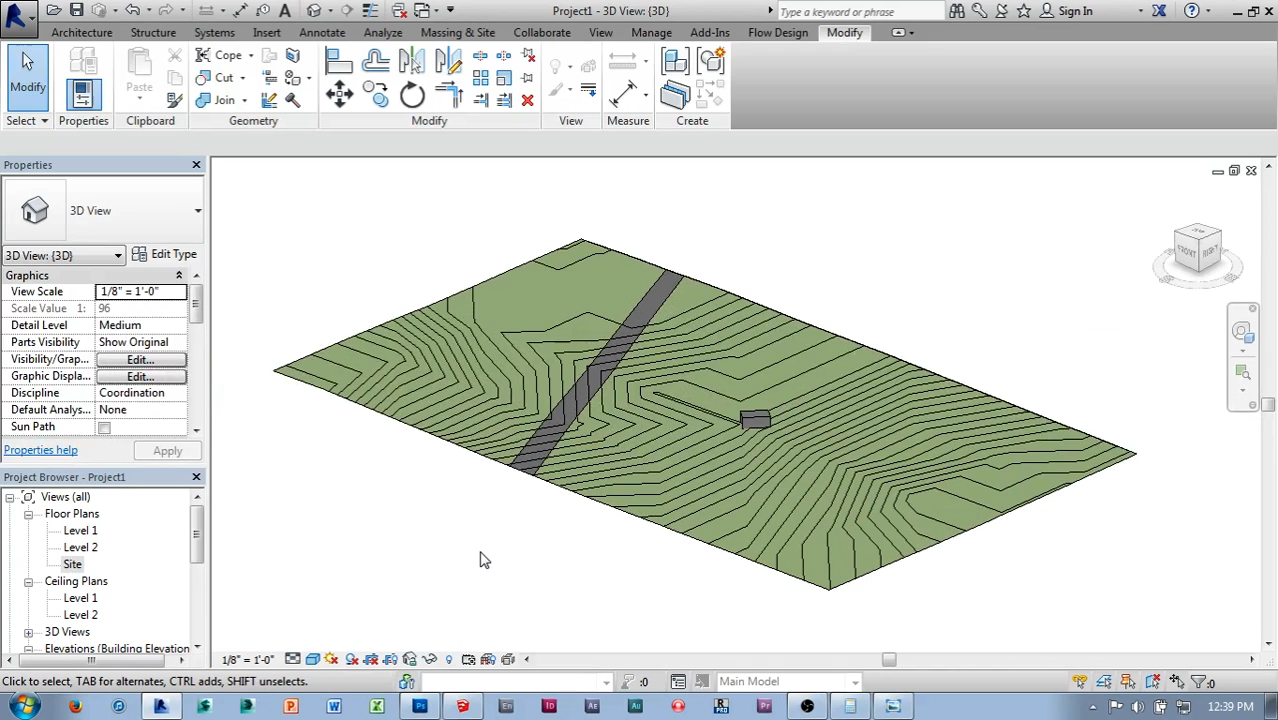 Project1 - 3D View: {3D}
Type a keyword or phrase
Sign In
Architecture Structure Systems Insert Annotate Analyze Massing & Site Collaborate View Manage Add-Ins Flow Design Modify
Modify
Paste
Cope
Cut
Join
Select Properties Clipboard Geometry Modify View Measure Create
Properties
3D View
3D View: {3D} Edit Type
Graphics
View Scale 1/8" = 1'-0"
Scale Value 1: 96
Detail Level Medium
Parts Visibility Show Original
Visibility/Grap... Edit...
Graphic Displa... Edit...
Discipline Coordination
Default Analys... None
Sun Path
Properties help Apply
Project Browser - Project1
Views (all)
Floor Plans
Level 1
Level 2
Site
Ceiling Plans
Level 1
Level 2
3D Views
Elevations (Building Elevation
TOP
FRONT RIGHT
1/8" = 1'-0"
Click to select, TAB for alternates, CTRL adds, SHIFT unselects.
:0
Main Model
:0
12:39 PM